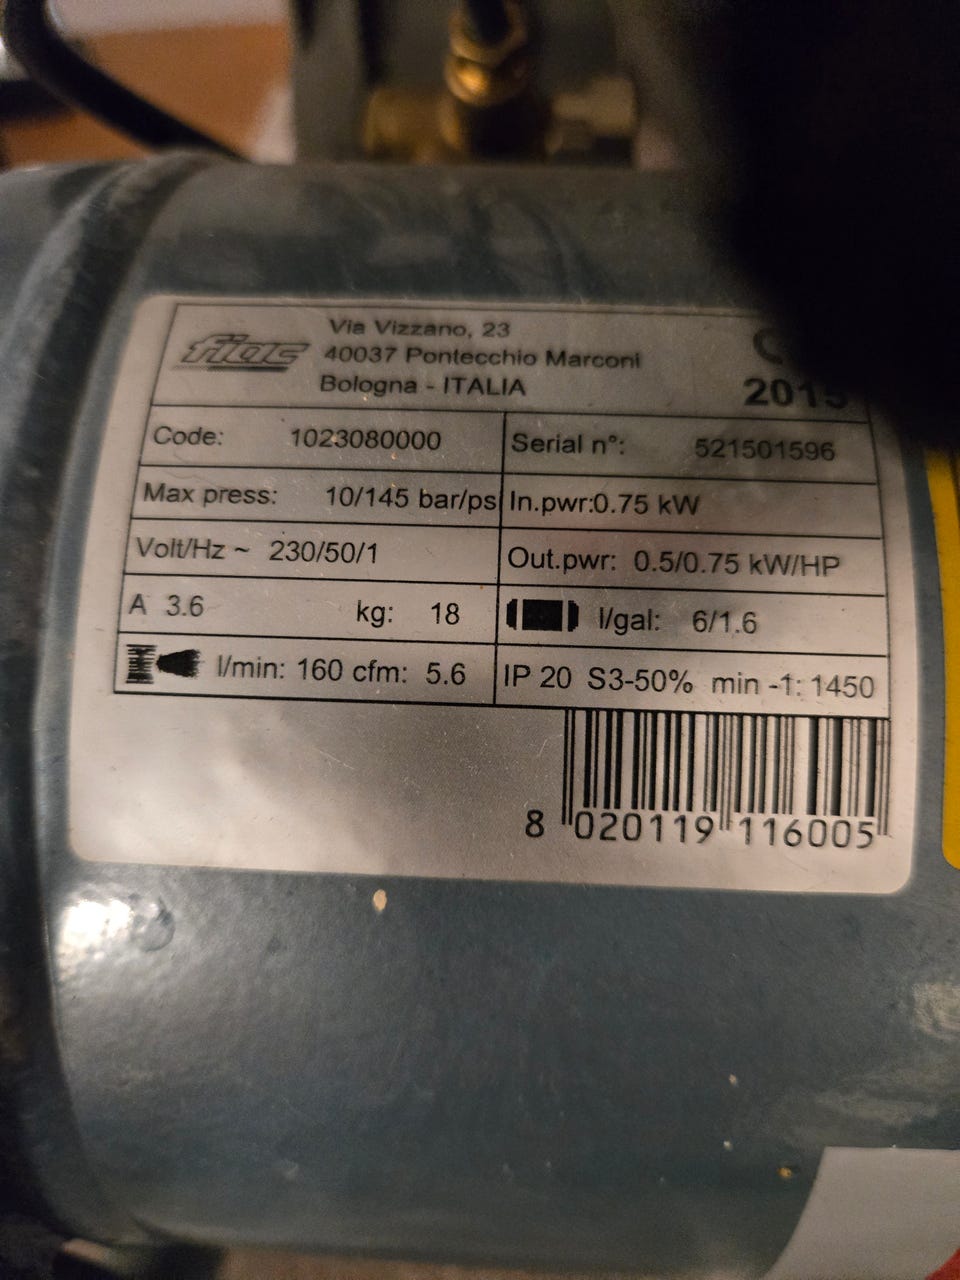 fiac
Via Vizzano, 23
40037 Pontecchio Marconi
Bologna - ITALIA
2015
Code: 1023080000
Serial n°: 521501596
Max press: 10/145 bar/ps
In.pwr:0.75 kW
Volt/Hz ~ 230/50/1
Out.pwr: 0.5/0.75 kW/HP
A 3.6 kg: 18
l/gal: 6/1.6
l/min: 160 cfm: 5.6
IP 20 S3-50% min -1: 1450
8 020119 116005